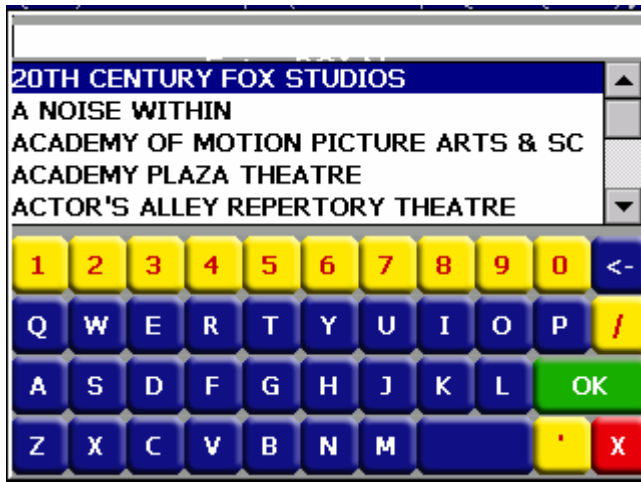 20TH CENTURY FOX STUDIOS
A NOISE WITHIN
ACADEMY OF MOTION PICTURE ARTS & SC
ACADEMY PLAZA THEATRE
ACTOR'S ALLEY REPERTORY THEATRE
1 2 3 4 5 6 7 8 9 0 <-
Q W E R T Y U I O P /
A S D F G H J K L OK
Z X C V B N M ' X